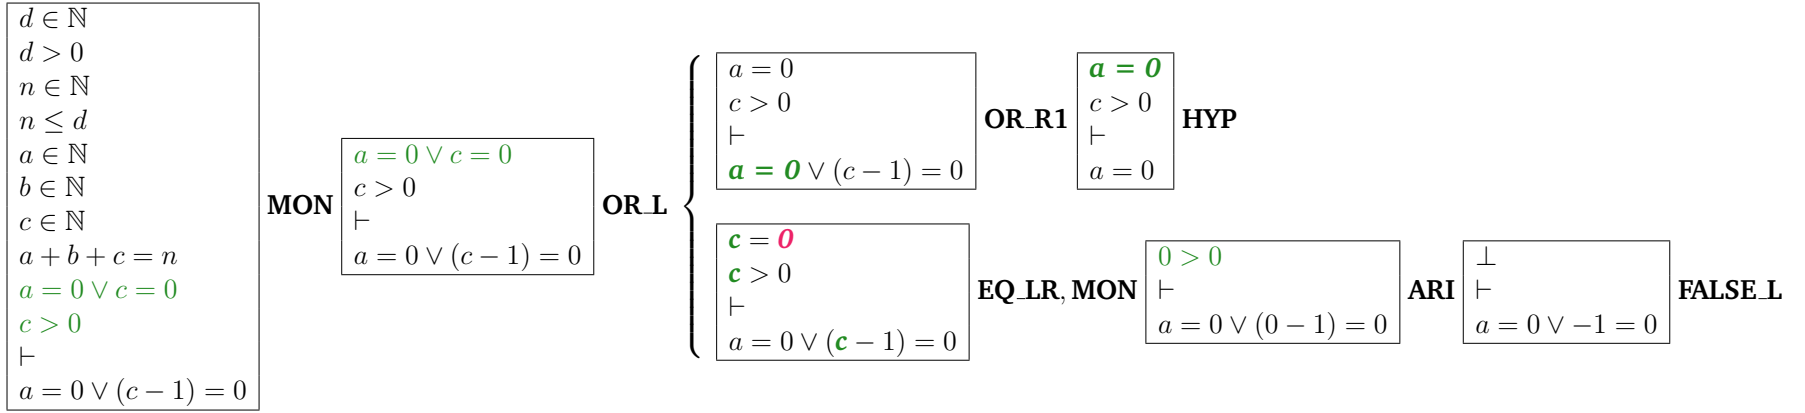 d ∈ ℕ
d > 0
n ∈ ℕ
n ≤ d
a ∈ ℕ
b ∈ ℕ
c ∈ ℕ
a + b + c = n
a = 0 ∨ c = 0
c > 0
⊢
a = 0 ∨ (c − 1) = 0
MON
a = 0 ∨ c = 0
c > 0
⊢
a = 0 ∨ (c − 1) = 0
OR_L
a = 0
c > 0
⊢
a = 0 ∨ (c − 1) = 0
OR_R1
a = 0
c > 0
⊢
a = 0
HYP
c = 0
c > 0
⊢
a = 0 ∨ (c − 1) = 0
EQ_LR, MON
0 > 0
⊢
a = 0 ∨ (0 − 1) = 0
ARI
⊥
⊢
a = 0 ∨ −1 = 0
FALSE_L